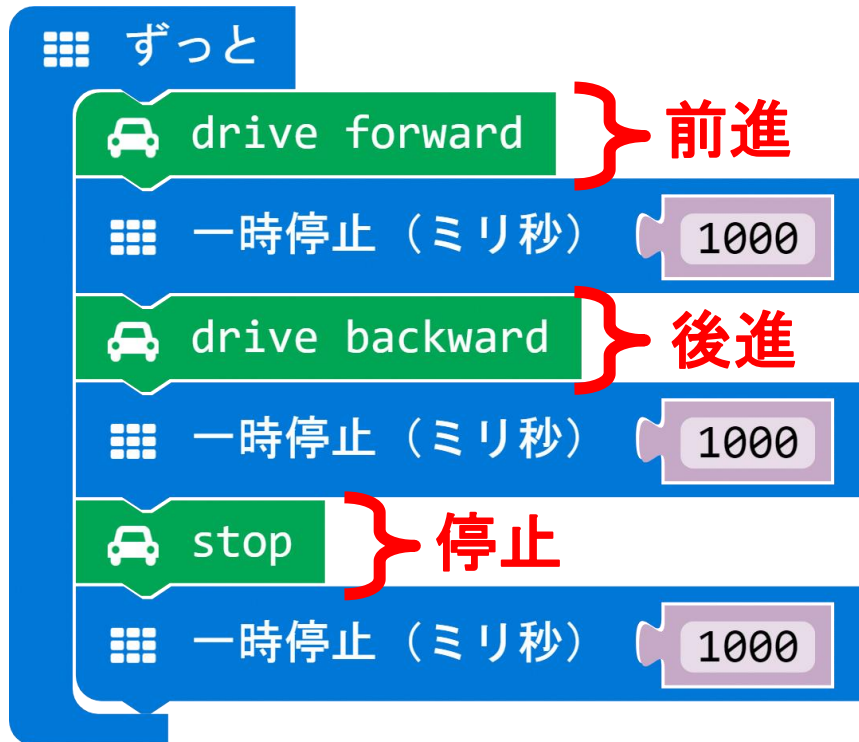 ずっと
drive forward 前進
一時停止（ミリ秒） 1000
drive backward 後進
一時停止（ミリ秒） 1000
stop 停止
一時停止（ミリ秒） 1000